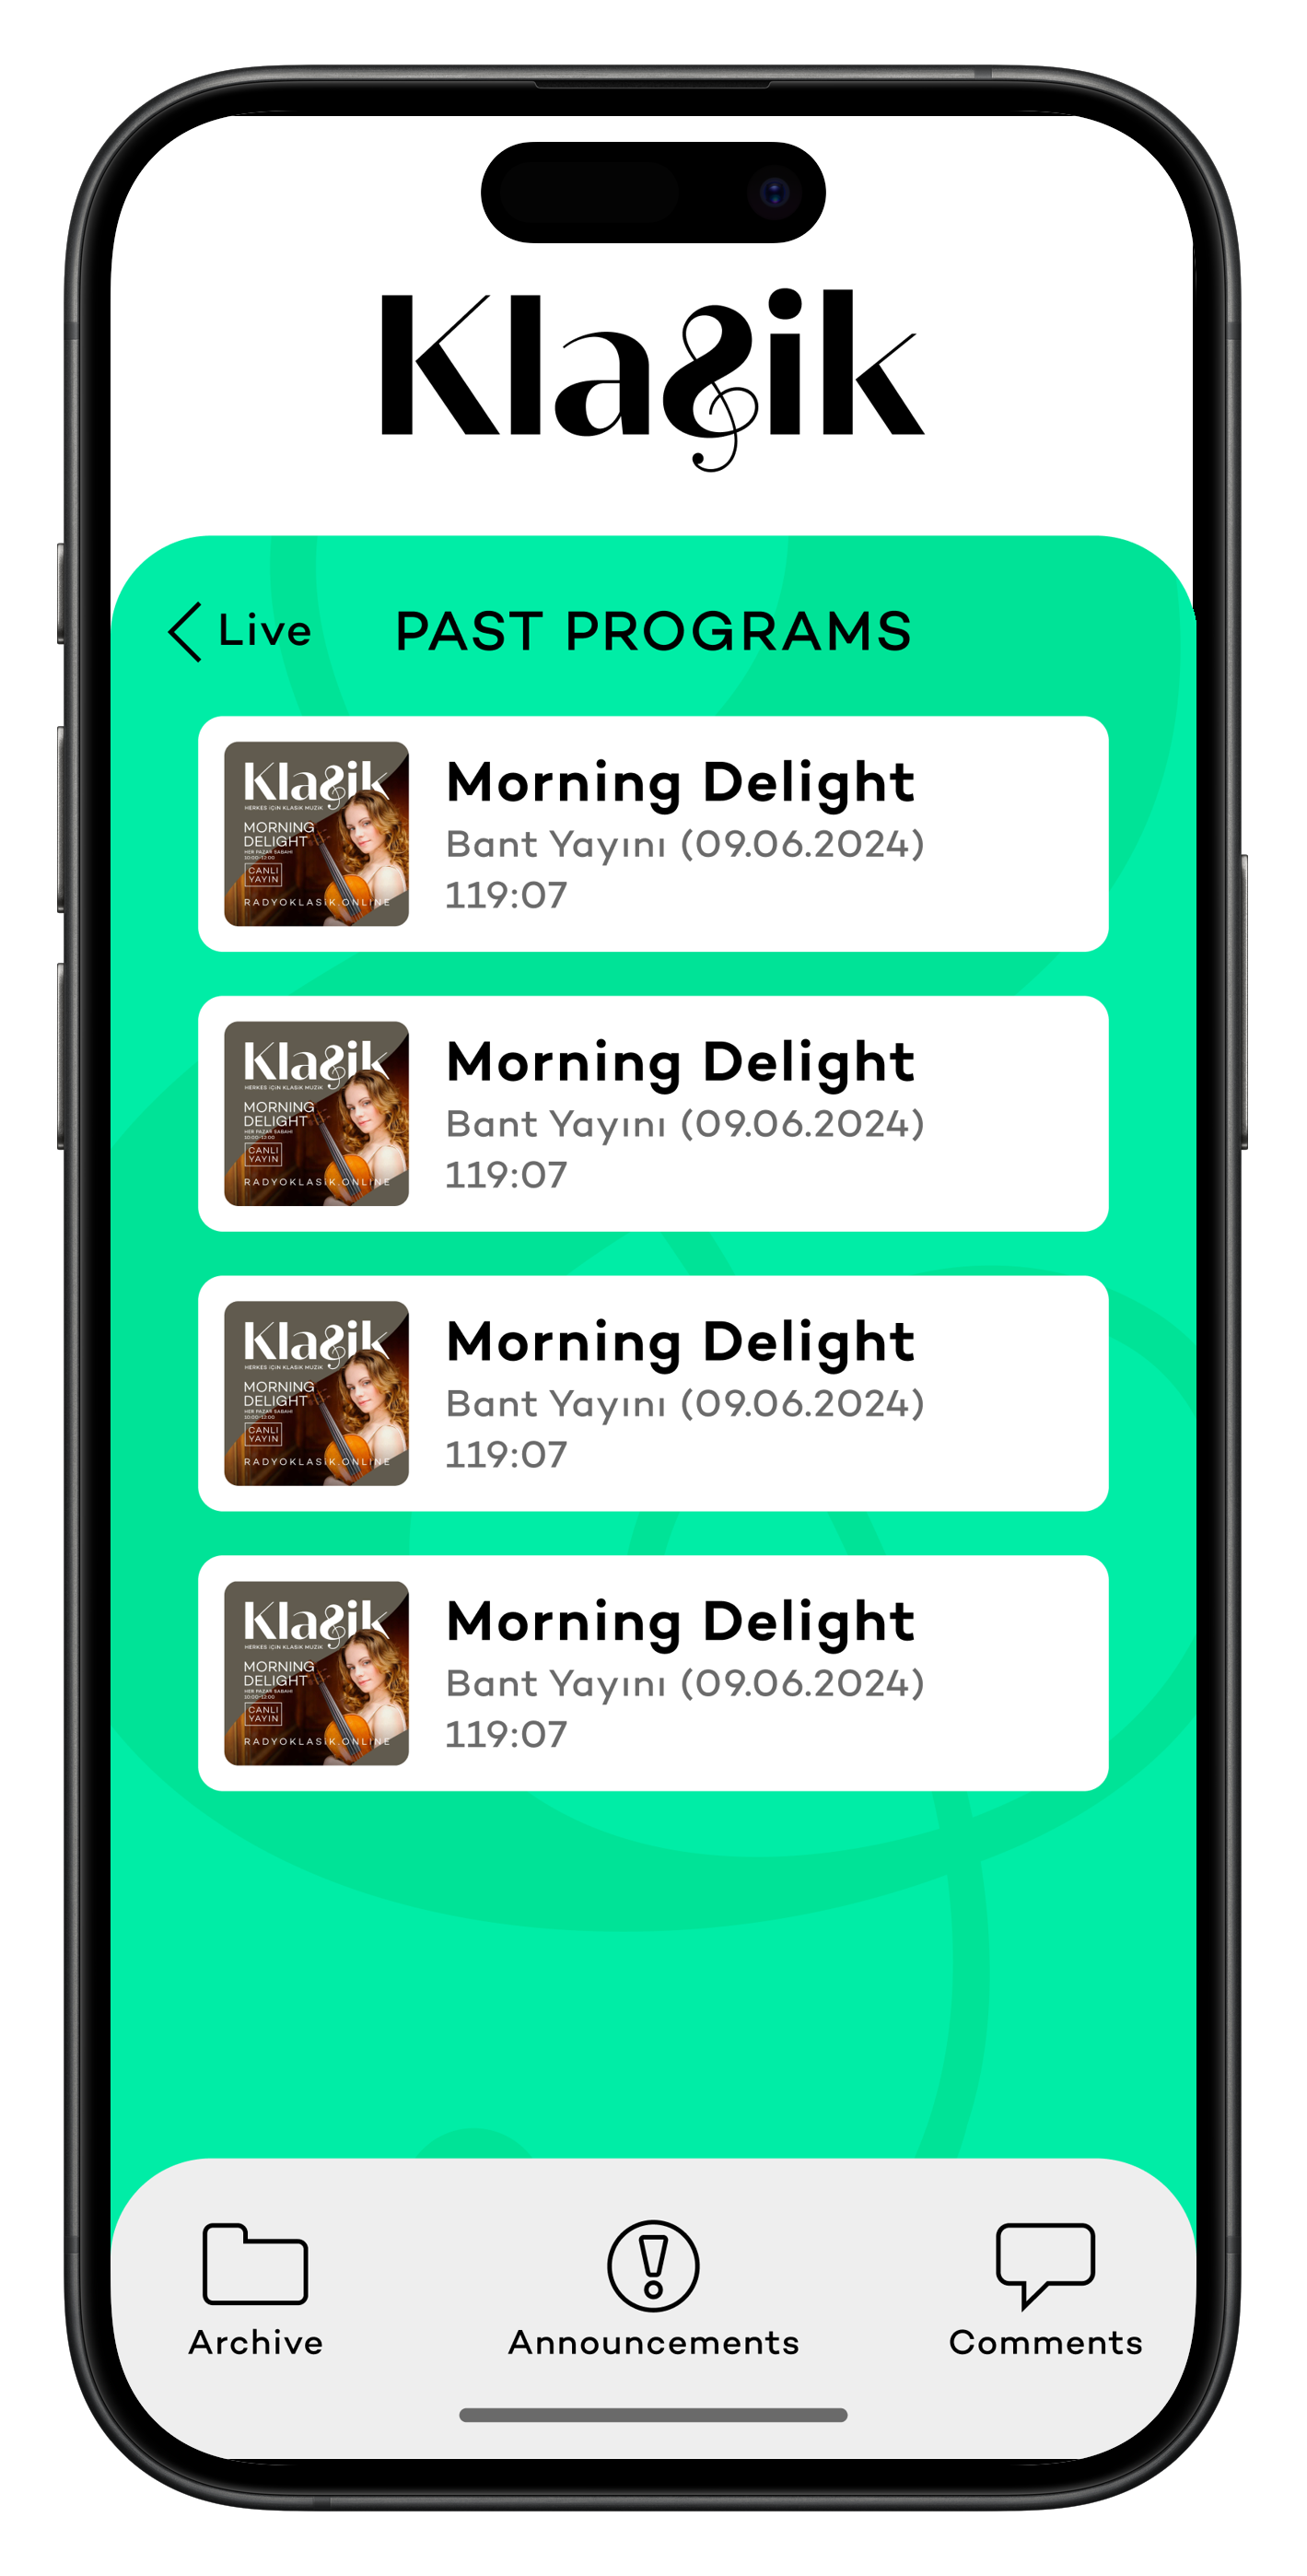 Klasik
Live
PAST PROGRAMS
Klasik
HERKES İÇİN KLASİK MÜZİK
MORNING
DELIGHT
HER PAZAR SABAHI
10:00-12:00
CANLI
YAYIN
RADYOKLASIK.ONLINE
Morning Delight
Bant Yayını (09.06.2024)
119:07
Klasik
HERKES İÇİN KLASİK MÜZİK
MORNING
DELIGHT
HER PAZAR SABAHI
10:00-12:00
CANLI
YAYIN
RADYOKLASIK.ONLINE
Morning Delight
Bant Yayını (09.06.2024)
119:07
Klasik
HERKES İÇİN KLASİK MÜZİK
MORNING
DELIGHT
HER PAZAR SABAHI
10:00-12:00
CANLI
YAYIN
RADYOKLASIK.ONLINE
Morning Delight
Bant Yayını (09.06.2024)
119:07
Klasik
HERKES İÇİN KLASİK MÜZİK
MORNING
DELIGHT
HER PAZAR SABAHI
10:00-12:00
CANLI
YAYIN
RADYOKLASIK.ONLINE
Morning Delight
Bant Yayını (09.06.2024)
119:07
Archive
Announcements
Comments